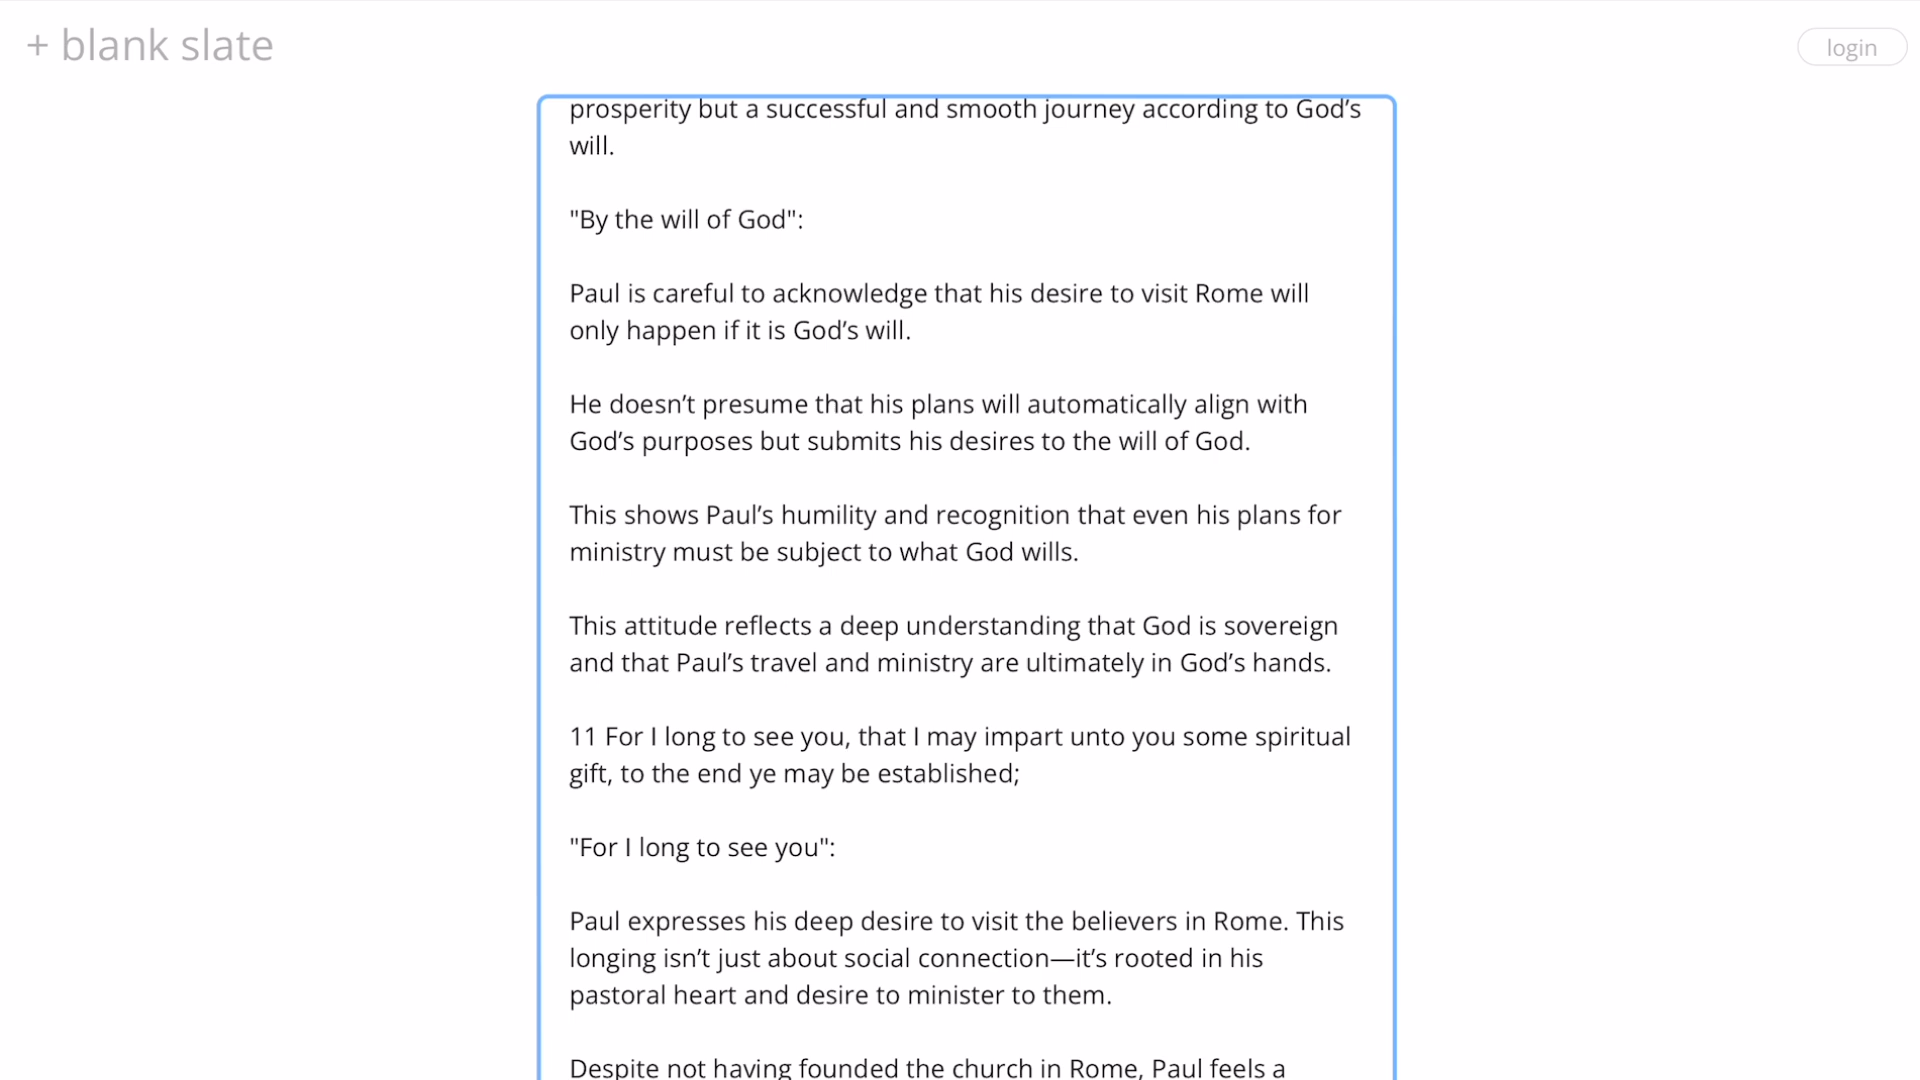 + blank slate
login
prosperity but a successful and smooth journey according to God’s
will.
"By the will of God":
Paul is careful to acknowledge that his desire to visit Rome will
only happen if it is God’s will.
He doesn’t presume that his plans will automatically align with
God’s purposes but submits his desires to the will of God.
This shows Paul’s humility and recognition that even his plans for
ministry must be subject to what God wills.
This attitude reflects a deep understanding that God is sovereign
and that Paul’s travel and ministry are ultimately in God’s hands.
11 For I long to see you, that I may impart unto you some spiritual
gift, to the end ye may be established;
"For I long to see you":
Paul expresses his deep desire to visit the believers in Rome. This
longing isn’t just about social connection—it’s rooted in his
pastoral heart and desire to minister to them.
Despite not having founded the church in Rome, Paul feels a